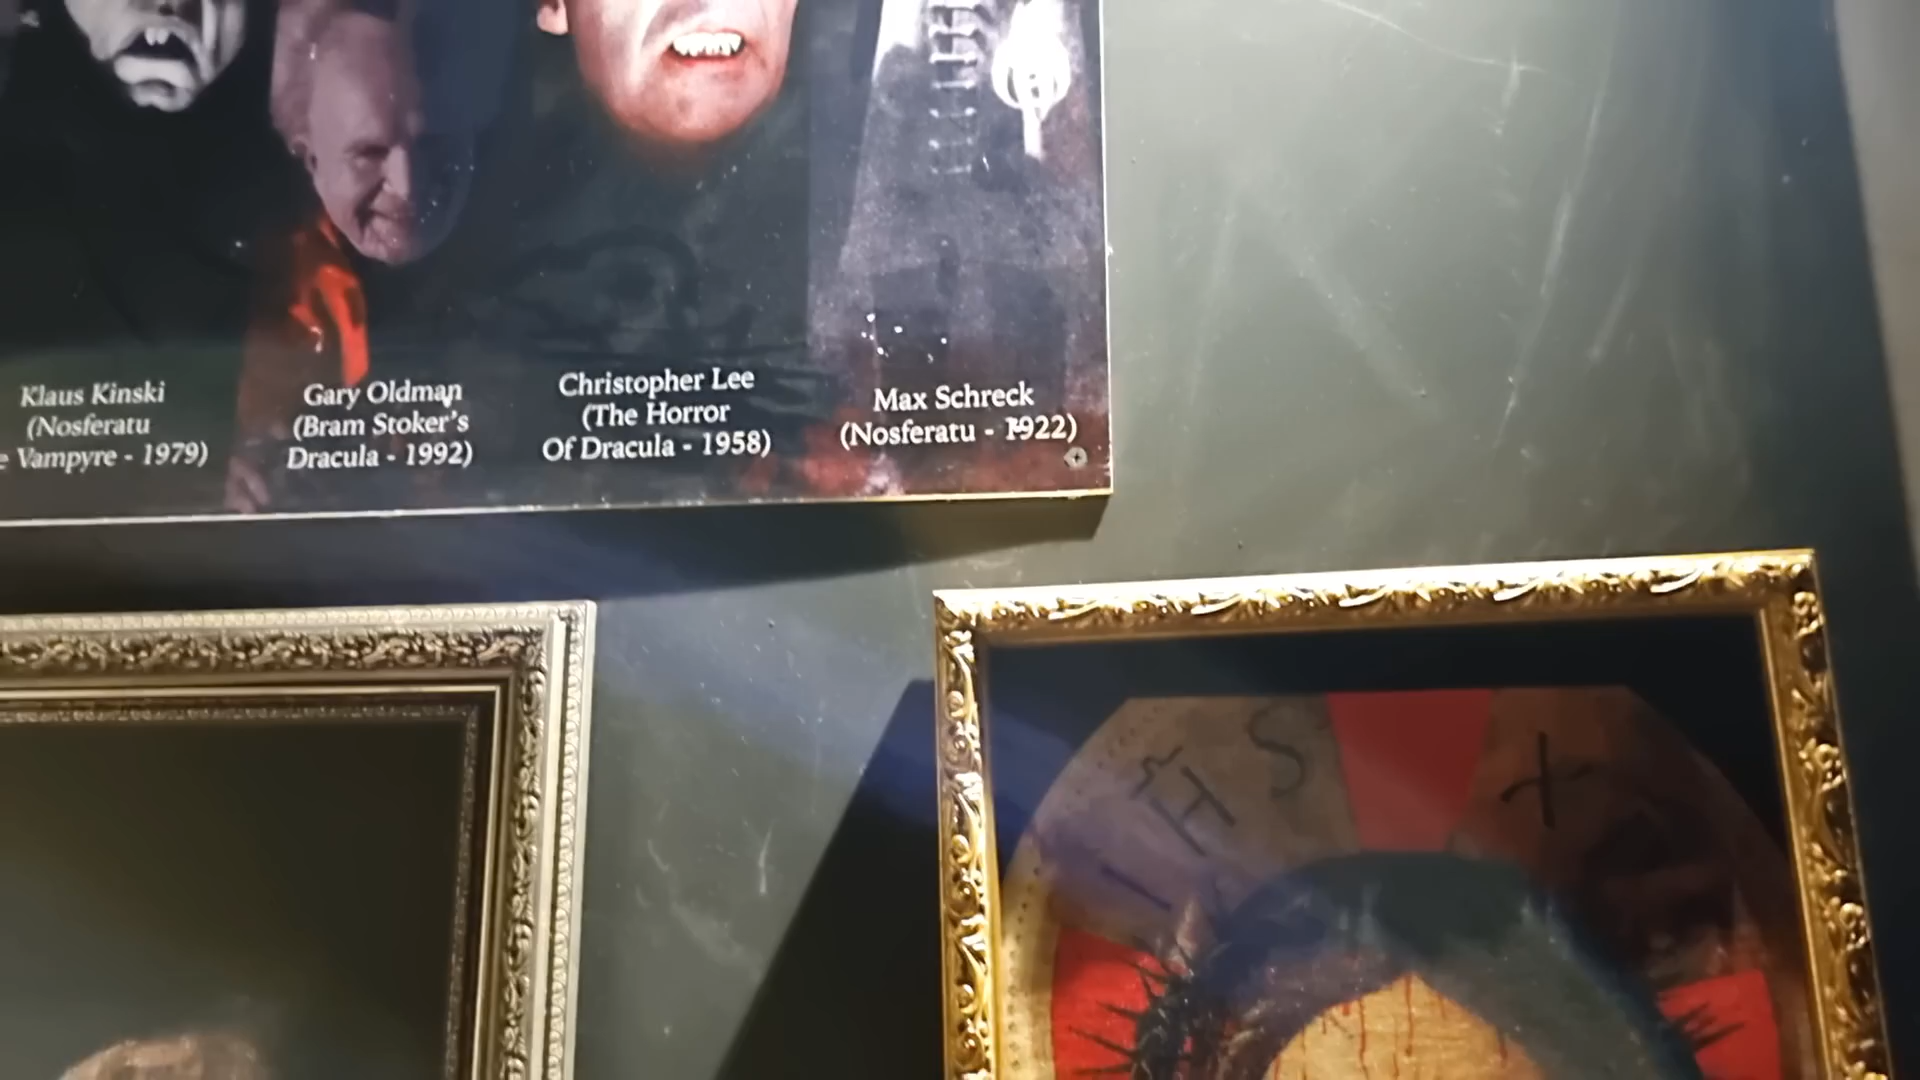 Klaus Kinski
(Nosferatu
e Vampyre - 1979)
Gary Oldman
(Bram Stoker's
Dracula - 1992)
Christopher Lee
(The Horror
Of Dracula - 1958)
Max Schreck
(Nosferatu - 1922)
I H S
X